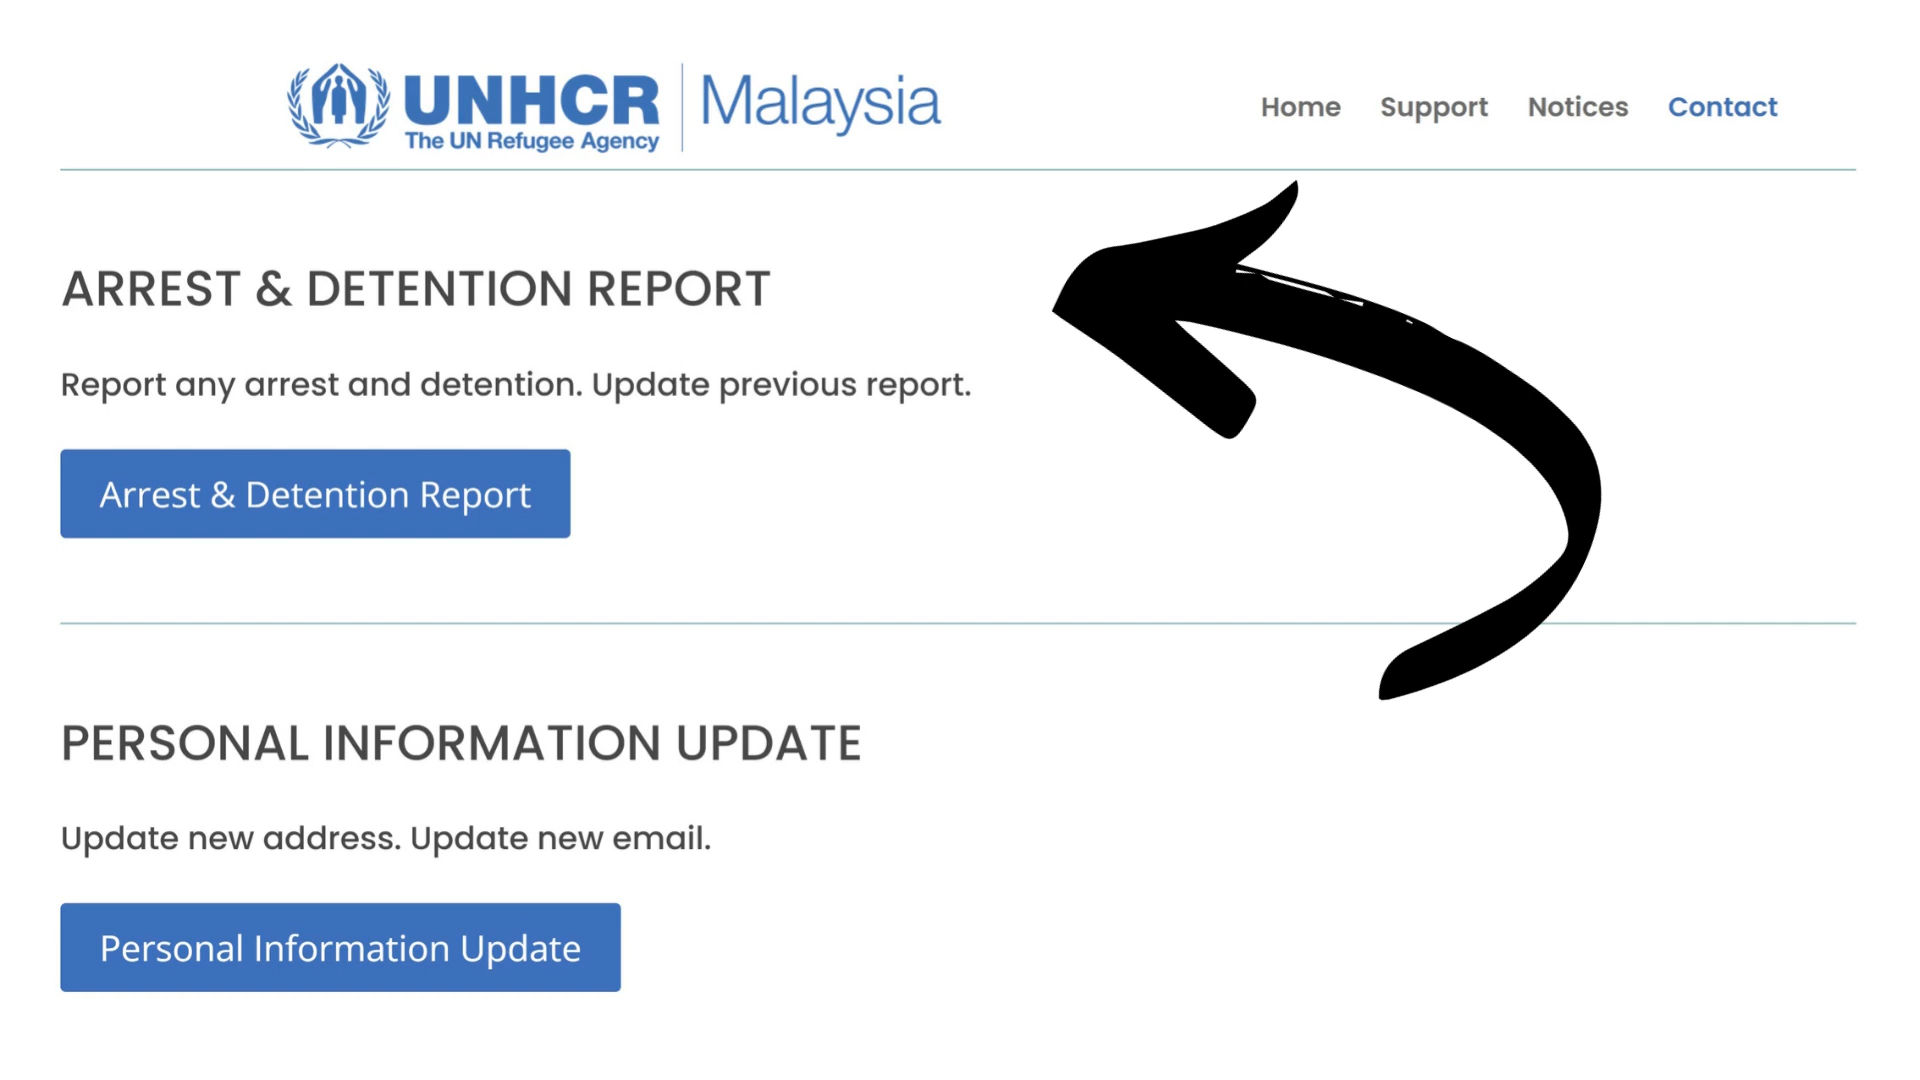 UNHCR
The UN Refugee Agency
Malaysia
Home Support Notices Contact
ARREST & DETENTION REPORT
Report any arrest and detention. Update previous report.
Arrest & Detention Report
PERSONAL INFORMATION UPDATE
Update new address. Update new email.
Personal Information Update